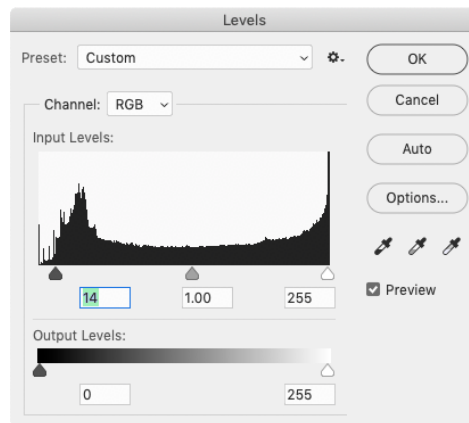 Levels
Preset: Custom
OK
Channel: RGB
Cancel
Input Levels:
Auto
Options...
14 1.00 255
Preview
Output Levels:
0 255